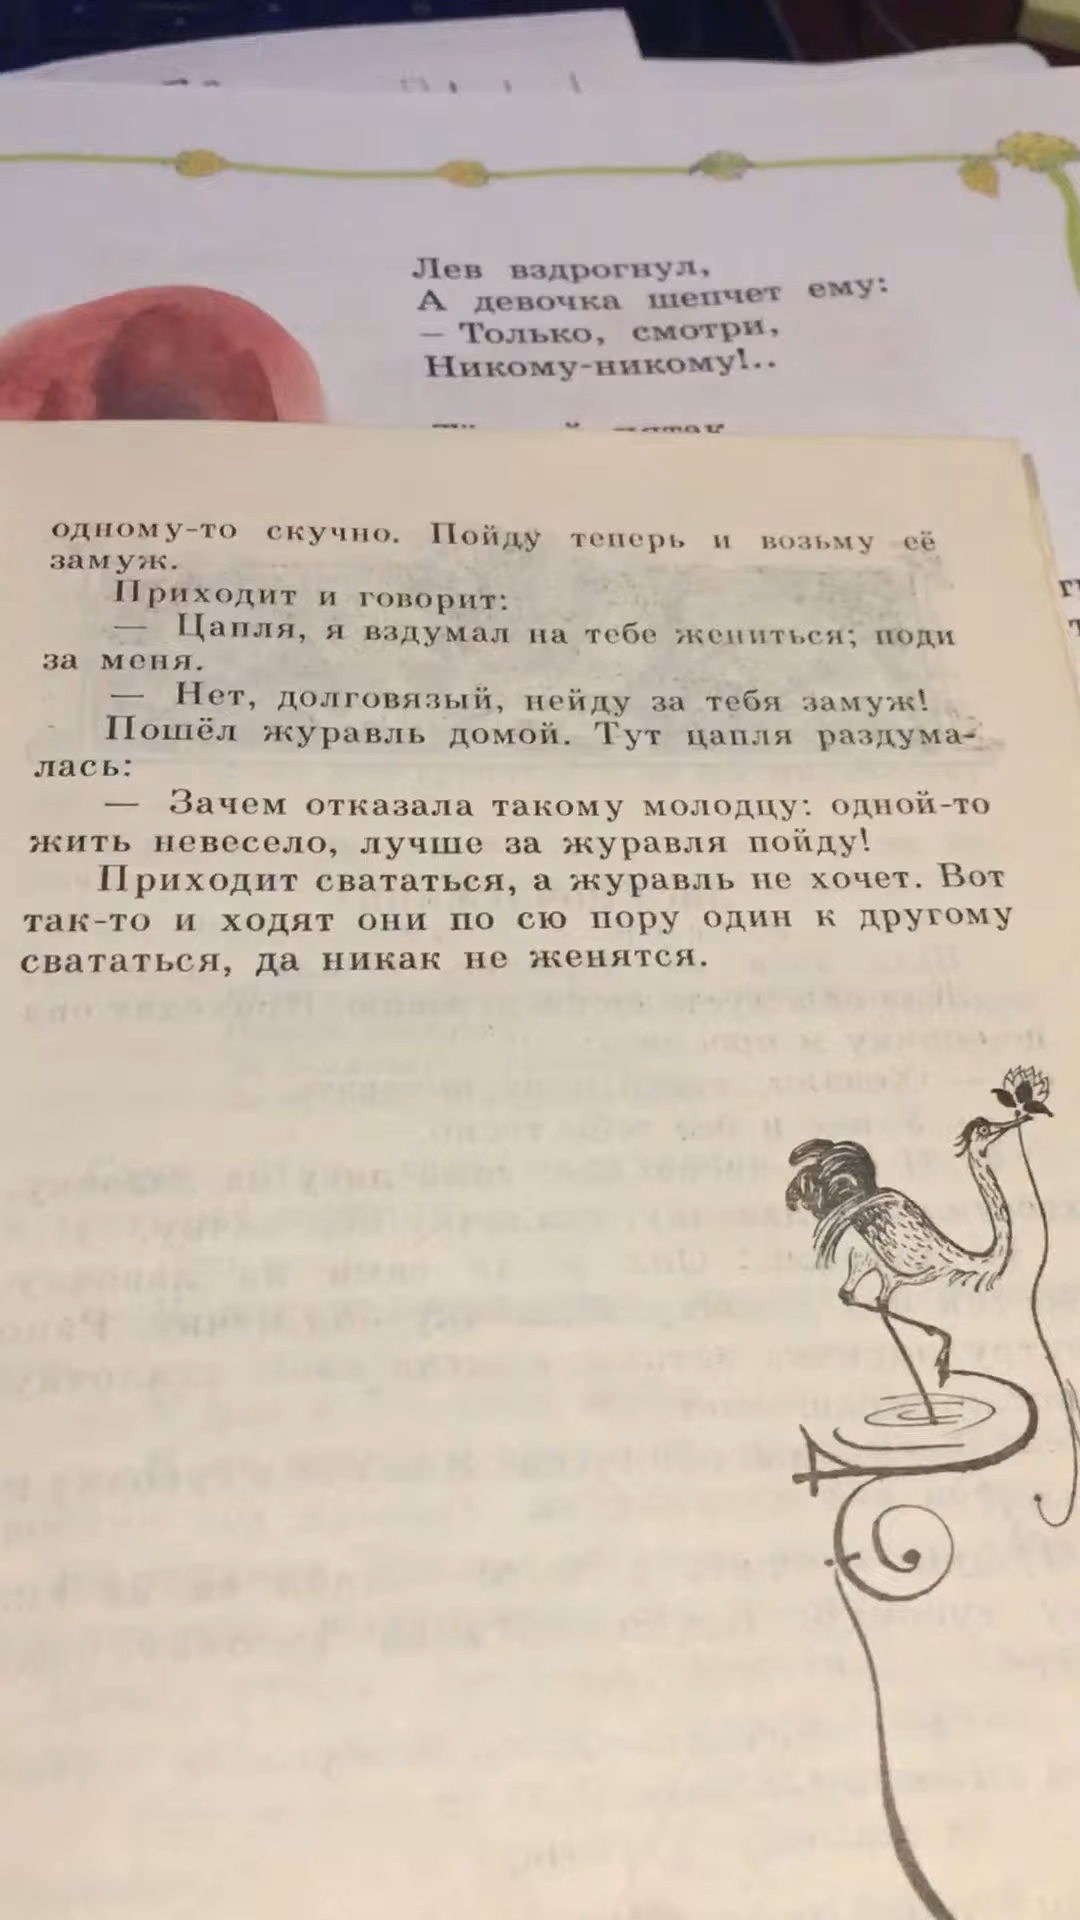 Лев вздрогнул,
А девочка шепчет ему:
– Только, смотри,
Никому-никому!..
одному-то скучно. Пойду теперь и возьму её
замуж.
Приходит и говорит:
— Цапля, я вздумал на тебе жениться; поди
за меня.
— Нет, долговязый, нейду за тебя замуж!
Пошёл журавль домой. Тут цапля раздума-
лась:
— Зачем отказала такому молодцу: одной-то
жить невесело, лучше за журавля пойду!
Приходит свататься, а журавль не хочет. Вот
так-то и ходят они по сю пору один к другому
свататься, да никак не женятся.